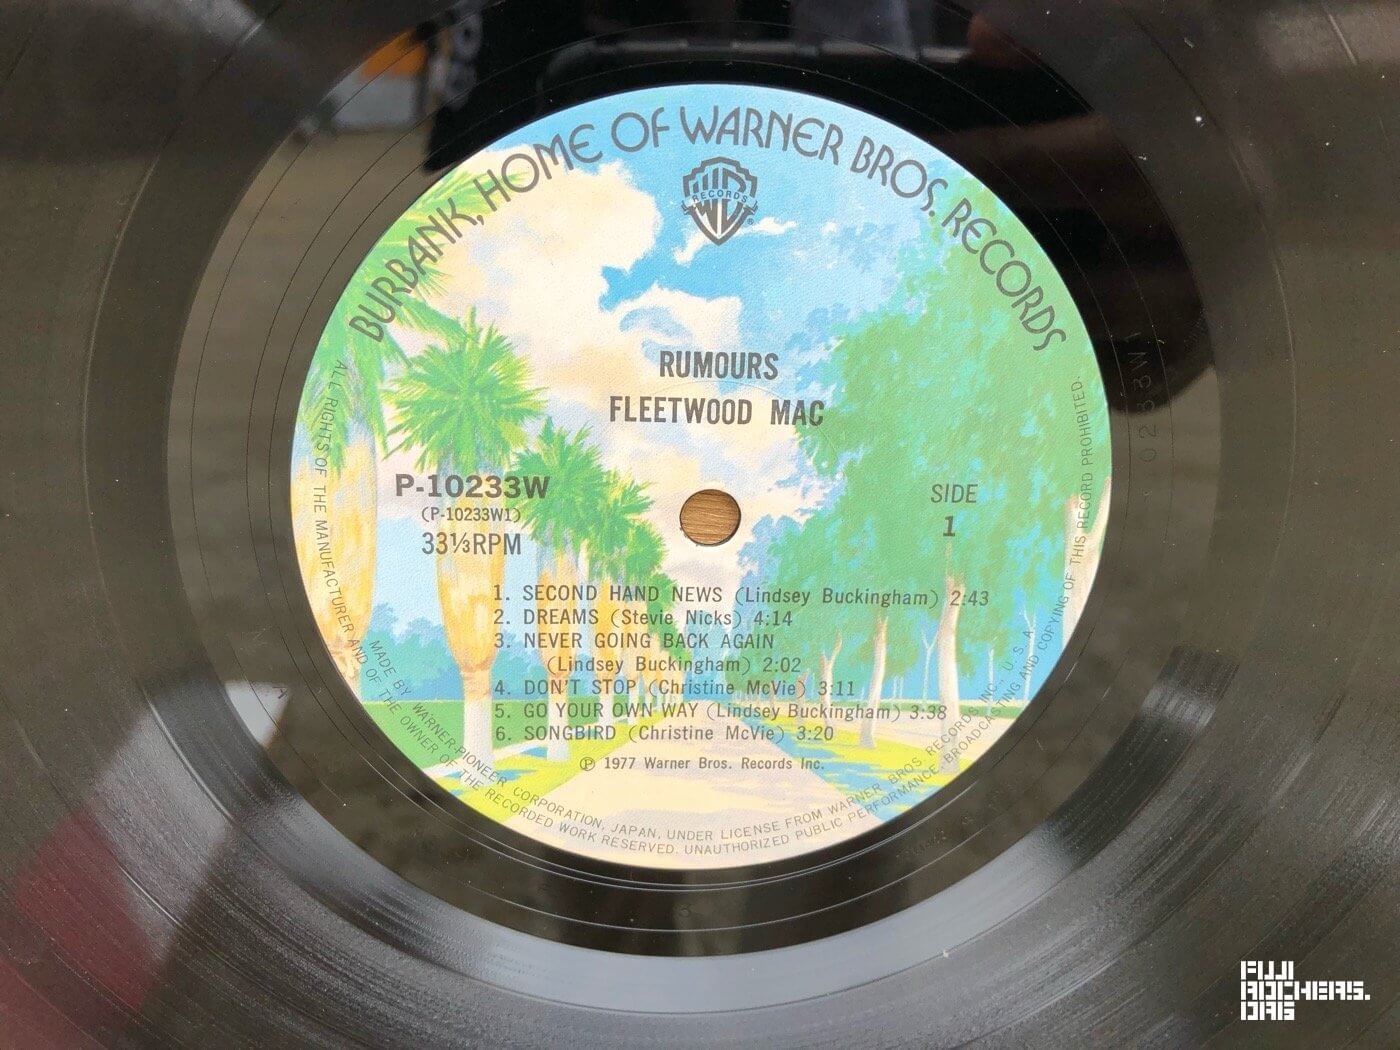 BURBANK, HOME OF WARNER BROS. RECORDS
WB
RECORDS
®
RUMOURS
FLEETWOOD MAC
P-10233W
(P-10233W1)
33⅓RPM
SIDE
1
1. SECOND HAND NEWS (Lindsey Buckingham) 2:43
2. DREAMS (Stevie Nicks) 4:14
3. NEVER GOING BACK AGAIN
(Lindsey Buckingham) 2:02
4. DON'T STOP (Christine McVie) 3:11
5. GO YOUR OWN WAY (Lindsey Buckingham) 3:38
6. SONGBIRD (Christine McVie) 3:20
℗ 1977 Warner Bros. Records Inc.
MADE BY WARNER-PIONEER CORPORATION, JAPAN, UNDER LICENSE FROM WARNER BROS. RECORDS INC., U. S. A.
ALL RIGHTS OF THE MANUFACTURER AND OF THE OWNER OF THE RECORDED WORK RESERVED. UNAUTHORIZED PUBLIC PERFORMANCE, BROADCASTING AND COPYING OF THIS RECORD PROHIBITED.
FUJI
ROCKERS.
ORG